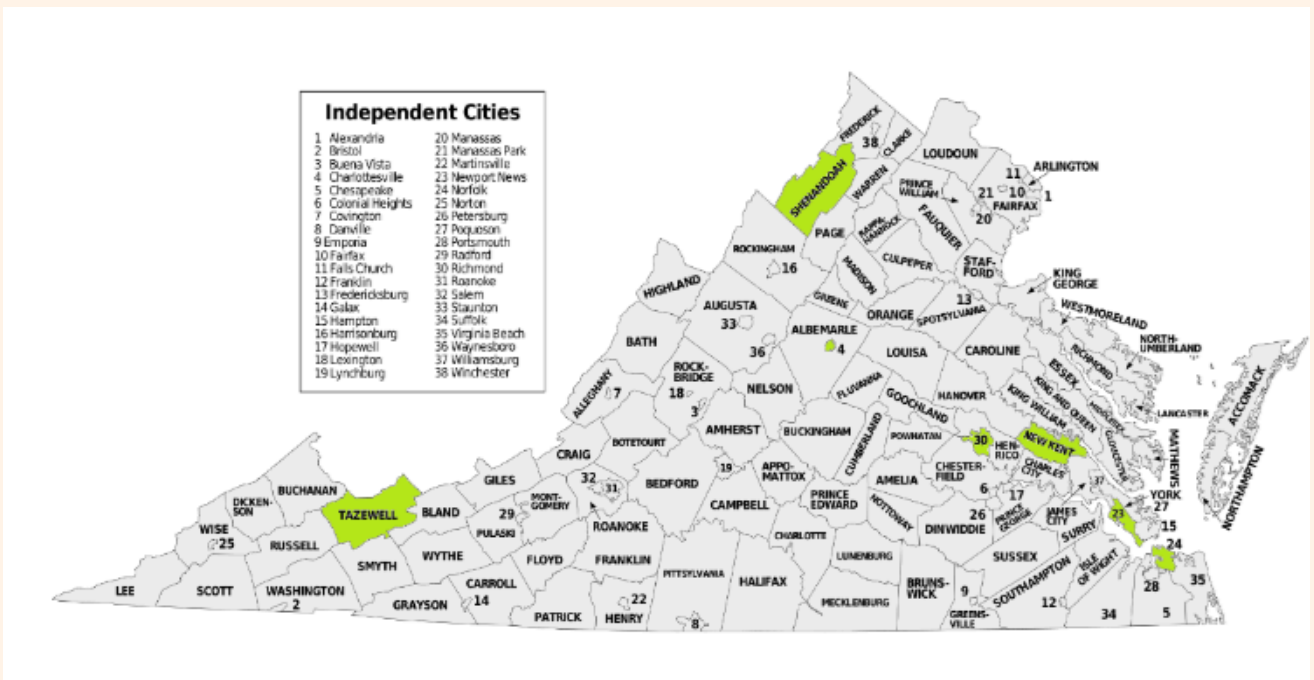 Independent Cities
1 Alexandria
2 Bristol
3 Buena Vista
4 Charlottesville
5 Chesapeake
6 Colonial Heights
7 Covington
8 Danville
9 Emporia
10 Fairfax
11 Falls Church
12 Franklin
13 Fredericksburg
14 Galax
15 Hampton
16 Harrisonburg
17 Hopewell
18 Lexington
19 Lynchburg
20 Manassas
21 Manassas Park
22 Martinsville
23 Newport News
24 Norfolk
25 Norton
26 Petersburg
27 Poquoson
28 Portsmouth
29 Radford
30 Richmond
31 Roanoke
32 Salem
33 Staunton
34 Suffolk
35 Virginia Beach
36 Waynesboro
37 Williamsburg
38 Winchester
FREDERICK
38
CLARKE
LOUDOUN
SHENANDOAH
WARREN
PRINCE
WILLIAM
11
ARLINGTON
21
10
1
FAIRFAX
20
FAUQUIER
RAPPA-
HANNOCK
PAGE
ROCKINGHAM
16
MADISON
CULPEPER
STAF-
FORD
KING
GEORGE
HIGHLAND
AUGUSTA
33
GREENE
ORANGE
13
SPOTSYLVANIA
WESTMORELAND
ALBEMARLE
4
BATH
36
LOUISA
CAROLINE
ESSEX
RICHMOND
NORTH-
UMBERLAND
ROCK-
BRIDGE
18
3
NELSON
FLUVANNA
GOOCHLAND
HANOVER
KING WILLIAM
KING AND QUEEN
MIDDLESEX
LANCASTER
ACCOMACK
ALLEGHANY
7
AMHERST
BUCKINGHAM
CUMBERLAND
POWHATAN
30
HEN-
RICO
NEW KENT
GLOUCESTER
MATHEWS
NORTHAMPTON
BOTETOURT
CRAIG
32
31
BEDFORD
19
APPO-
MATTOX
AMELIA
CHESTER-
FIELD
6
17
CHARLES
CITY
37
YORK
27
GILES
BUCHANAN
DICKEN-
SON
TAZEWELL
BLAND
MONT-
GOMERY
29
PULASKI
ROANOKE
CAMPBELL
PRINCE
EDWARD
NOTTOWAY
26
DINWIDDIE
PRINCE
GEORGE
JAMES
CITY
SURRY
23
15
24
WISE
25
RUSSELL
SMYTH
WYTHE
FLOYD
FRANKLIN
PITTSYLVANIA
CHARLOTTE
LUNENBURG
SUSSEX
SOUTHAMPTON
ISLE
OF WIGHT
28
35
LEE
SCOTT
WASHINGTON
2
GRAYSON
CARROLL
14
PATRICK
22
HENRY
8
HALIFAX
MECKLENBURG
BRUNS-
WICK
9
GREENS-
VILLE
12
34
5